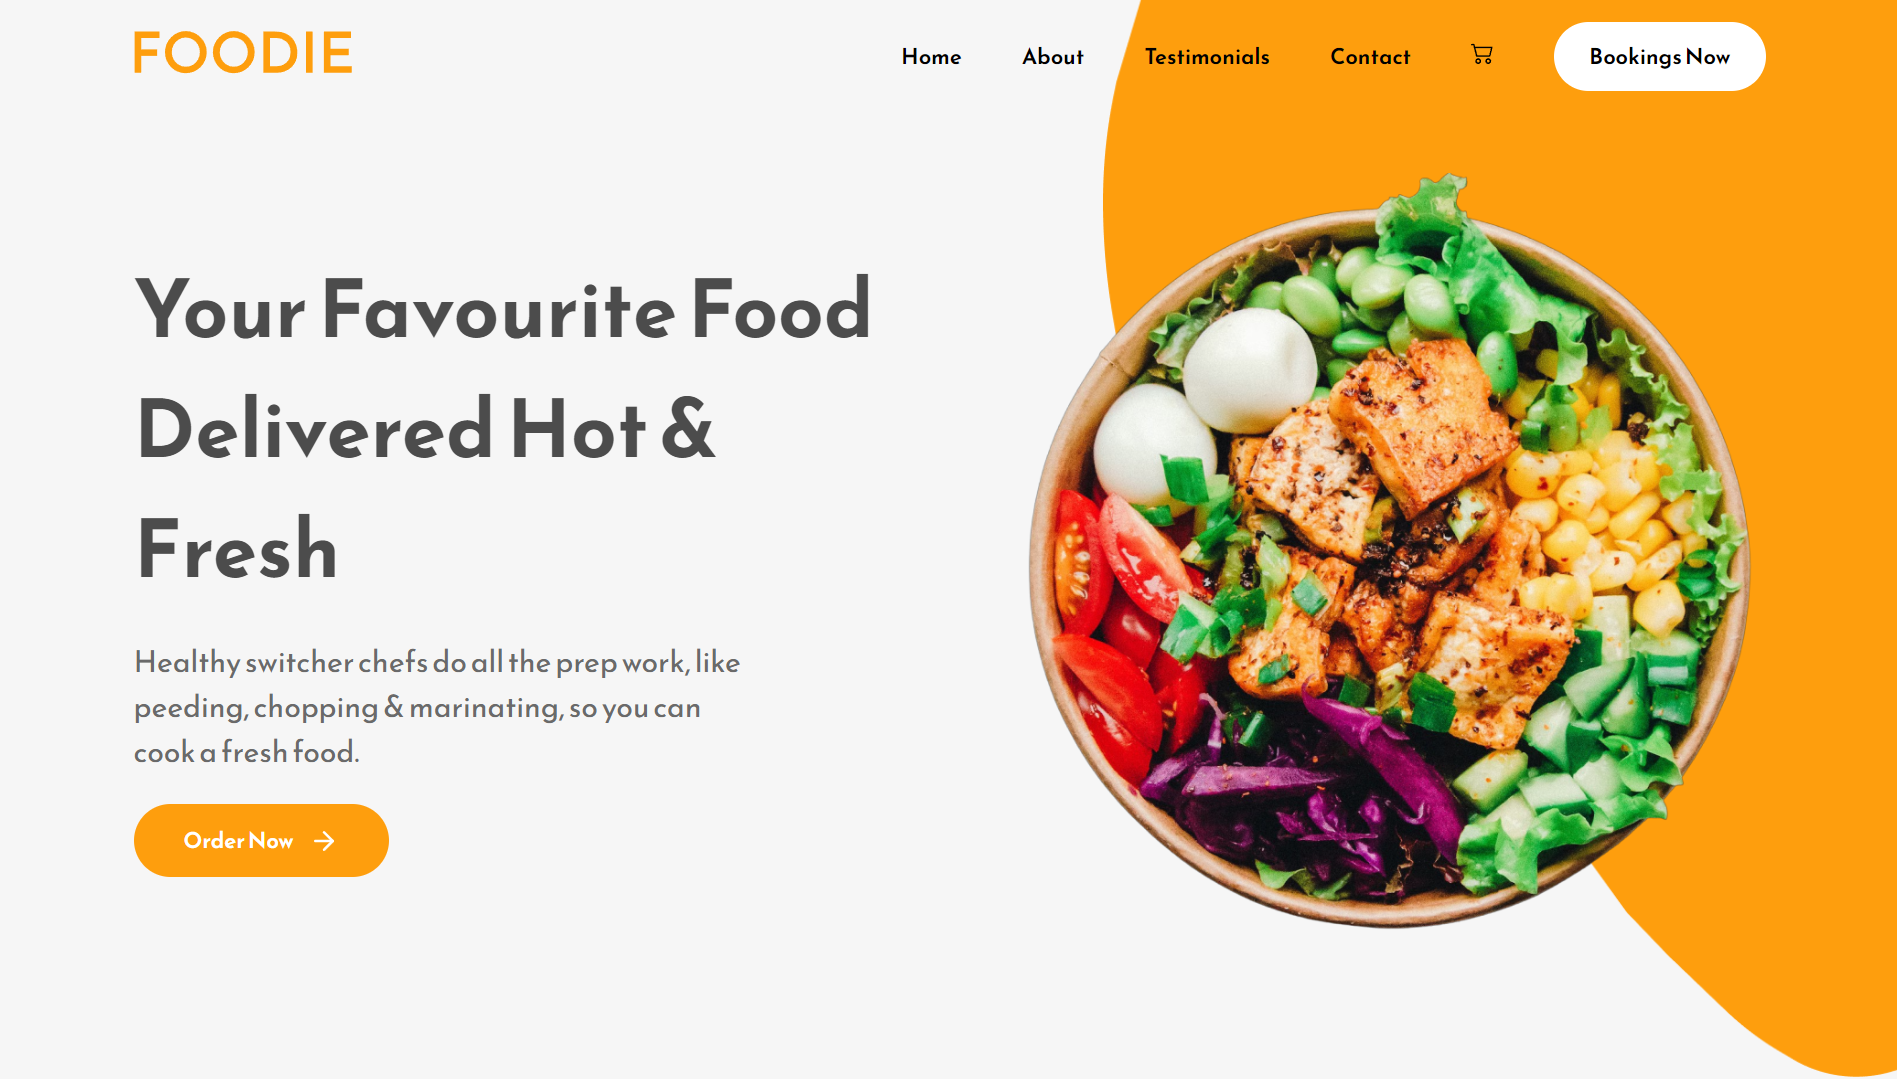 FOODIE
Home About Testimonials Contact Bookings Now
Your Favourite Food
Delivered Hot &
Fresh
Healthy switcher chefs do all the prep work, like
peeding, chopping & marinating, so you can
cook a fresh food.
Order Now